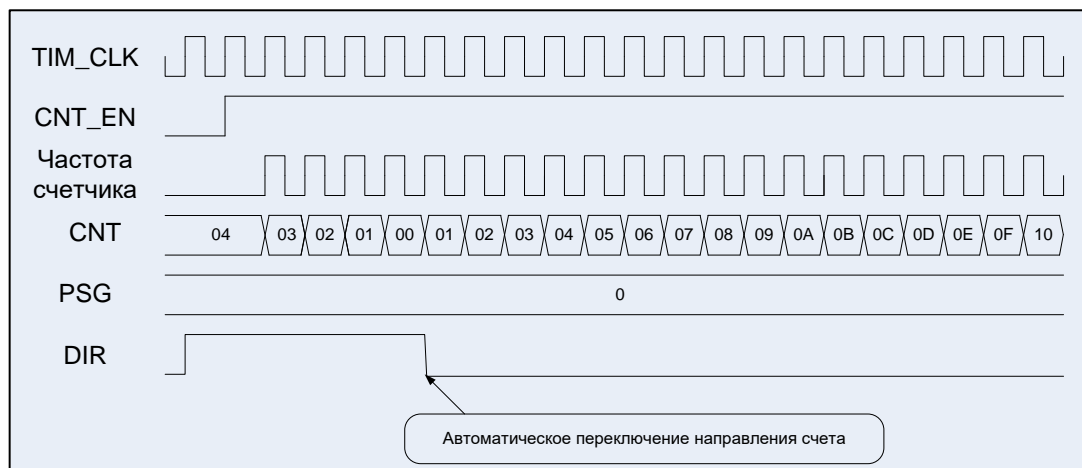 TIM_CLK
CNT_EN
Частота
счетчика
CNT
04 03 02 01 00 01 02 03 04 05 06 07 08 09 0A 0B 0C 0D 0E 0F 10
PSG
0
DIR
Автоматическое переключение направления счета